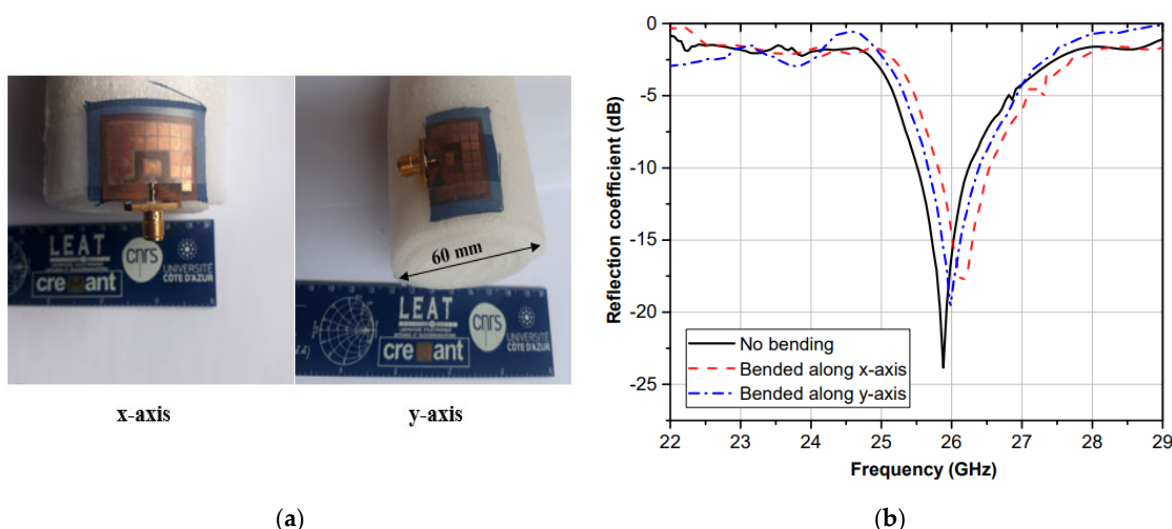 LEAT
cnrs
UNIVERSITÉ
CÔTE D'AZUR
cre ant
60 mm
LEAT
cnrs
UNIVERSITÉ
CÔTE D'AZUR
cre ant
x-axis
y-axis
(a)
0
-5
-10
-15
-20
-25
Reflection coefficient (dB)
No bending
Bended along x-axis
Bended along y-axis
22 23 24 25 26 27 28 29
Frequency (GHz)
(b)